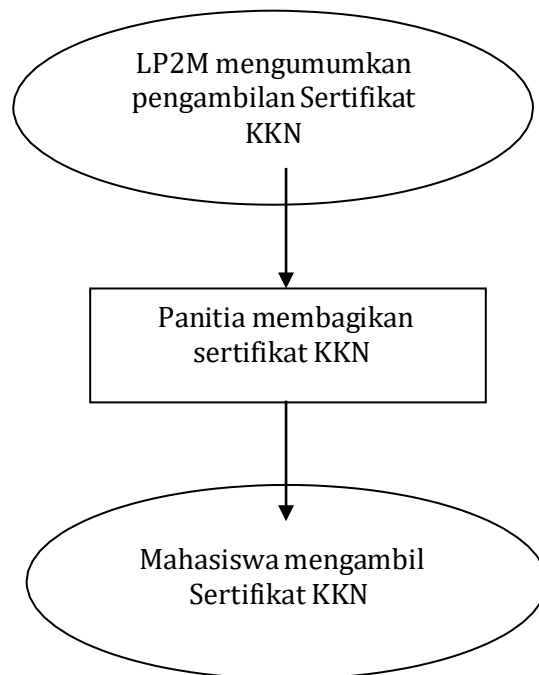 LP2M mengumumkan
pengambilan Sertifikat
KKN
Panitia membagikan
sertifikat KKN
Mahasiswa mengambil
Sertifikat KKN